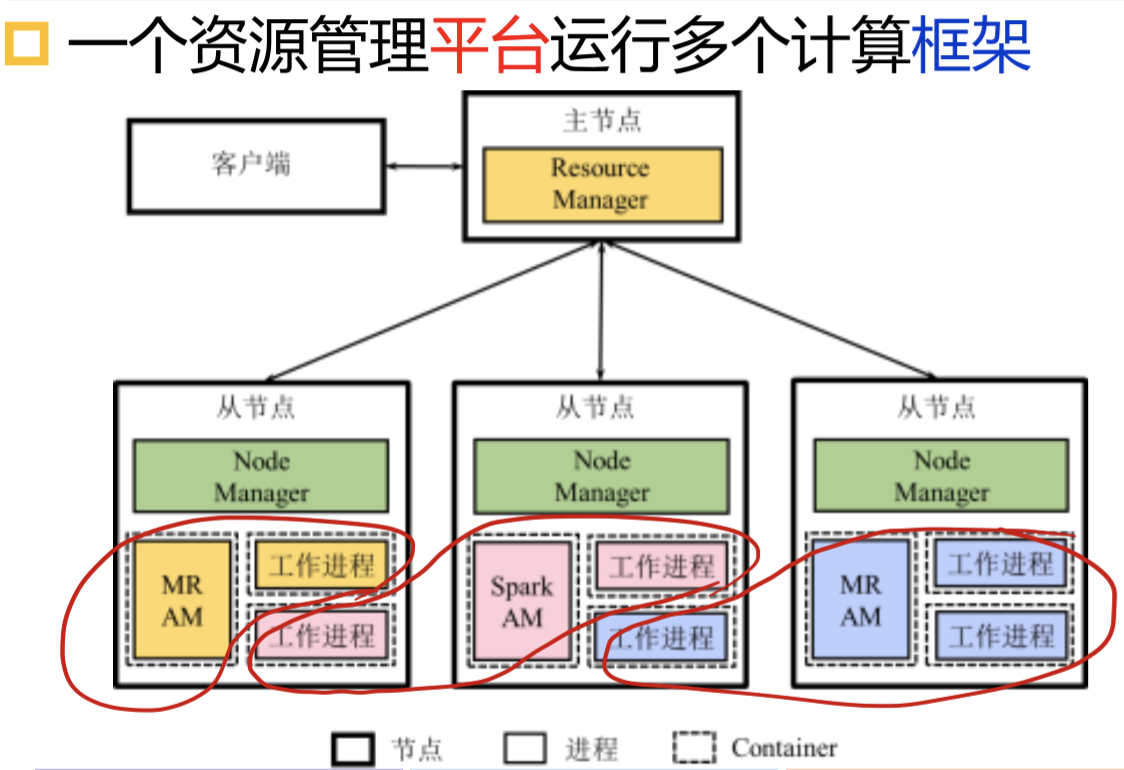 一个资源管理平台运行多个计算框架
客户端
主节点
Resource
Manager
从节点
从节点
从节点
Node
Manager
Node
Manager
Node
Manager
MR
AM
工作进程
工作进程
Spark
AM
工作进程
工作进程
MR
AM
工作进程
工作进程
节点
进程
Container